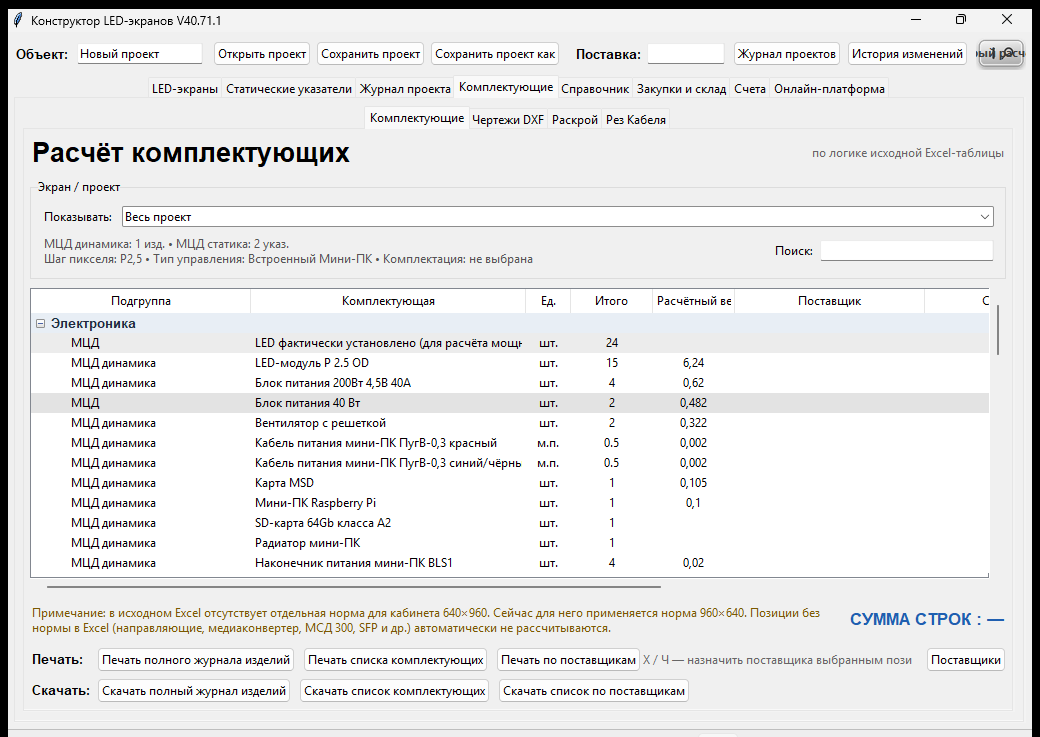 Конструктор LED-экранов V40.71.1
Объект: Новый проект Открыть проект Сохранить проект Сохранить проект как Поставка: Журнал проектов История изменений
LED-экраны Статические указатели Журнал проекта Комплектующие Справочник Закупки и склад Счета Онлайн-платформа
Комплектующие Чертежи DXF Раскрой Рез Кабеля
Расчёт комплектующих
по логике исходной Excel-таблицы
Экран / проект
Показывать: Весь проект
МЦД динамика: 1 изд. • МЦД статика: 2 указ.
Шаг пикселя: P2,5 • Тип управления: Встроенный Мини-ПК • Комплектация: не выбрана
Поиск:
Подгруппа Комплектующая Ед. Итого Расчётный ве Поставщик С
Электроника
МЦД LED фактически установлено (для расчёта мощн шт. 24
МЦД динамика LED-модуль P 2.5 OD шт. 15 6,24
МЦД динамика Блок питания 200Вт 4,5В 40А шт. 4 0,62
МЦД Блок питания 40 Вт шт. 2 0,482
МЦД динамика Вентилятор с решеткой шт. 2 0,322
МЦД динамика Кабель питания мини-ПК ПугВ-0,3 красный м.п. 0.5 0,002
МЦД динамика Кабель питания мини-ПК ПугВ-0,3 синий/чёрнь м.п. 0.5 0,002
МЦД динамика Карта MSD шт. 1 0,105
МЦД динамика Мини-ПК Raspberry Pi шт. 1 0,1
МЦД динамика SD-карта 64Gb класса A2 шт. 1
МЦД динамика Радиатор мини-ПК шт. 1
МЦД динамика Наконечник питания мини-ПК BLS1 шт. 4 0,02
Примечание: в исходном Excel отсутствует отдельная норма для кабинета 640×960. Сейчас для него применяется норма 960×640. Позиции без
нормы в Excel (направляющие, медиаконвертер, МСД 300, SFP и др.) автоматически не рассчитываются.
СУММА СТРОК : —
Печать: Печать полного журнала изделий Печать списка комплектующих Печать по поставщикам Х / Ч — назначить поставщика выбранным пози Поставщики
Скачать: Скачать полный журнал изделий Скачать список комплектующих Скачать список по поставщикам